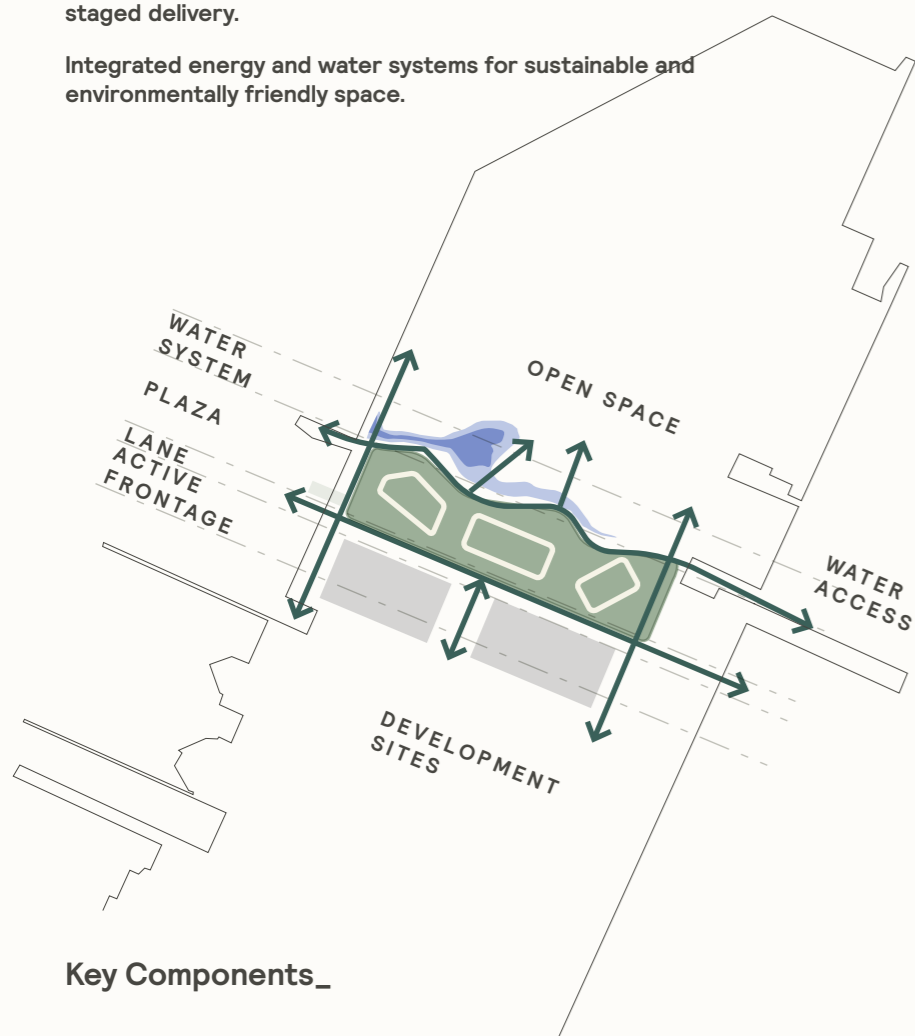 staged delivery.
Integrated energy and water systems for sustainable and
environmentally friendly space.
WATER
SYSTEM
PLAZA
LANE
ACTIVE
FRONTAGE
OPEN SPACE
WATER
ACCESS
DEVELOPMENT
SITES
Key Components_